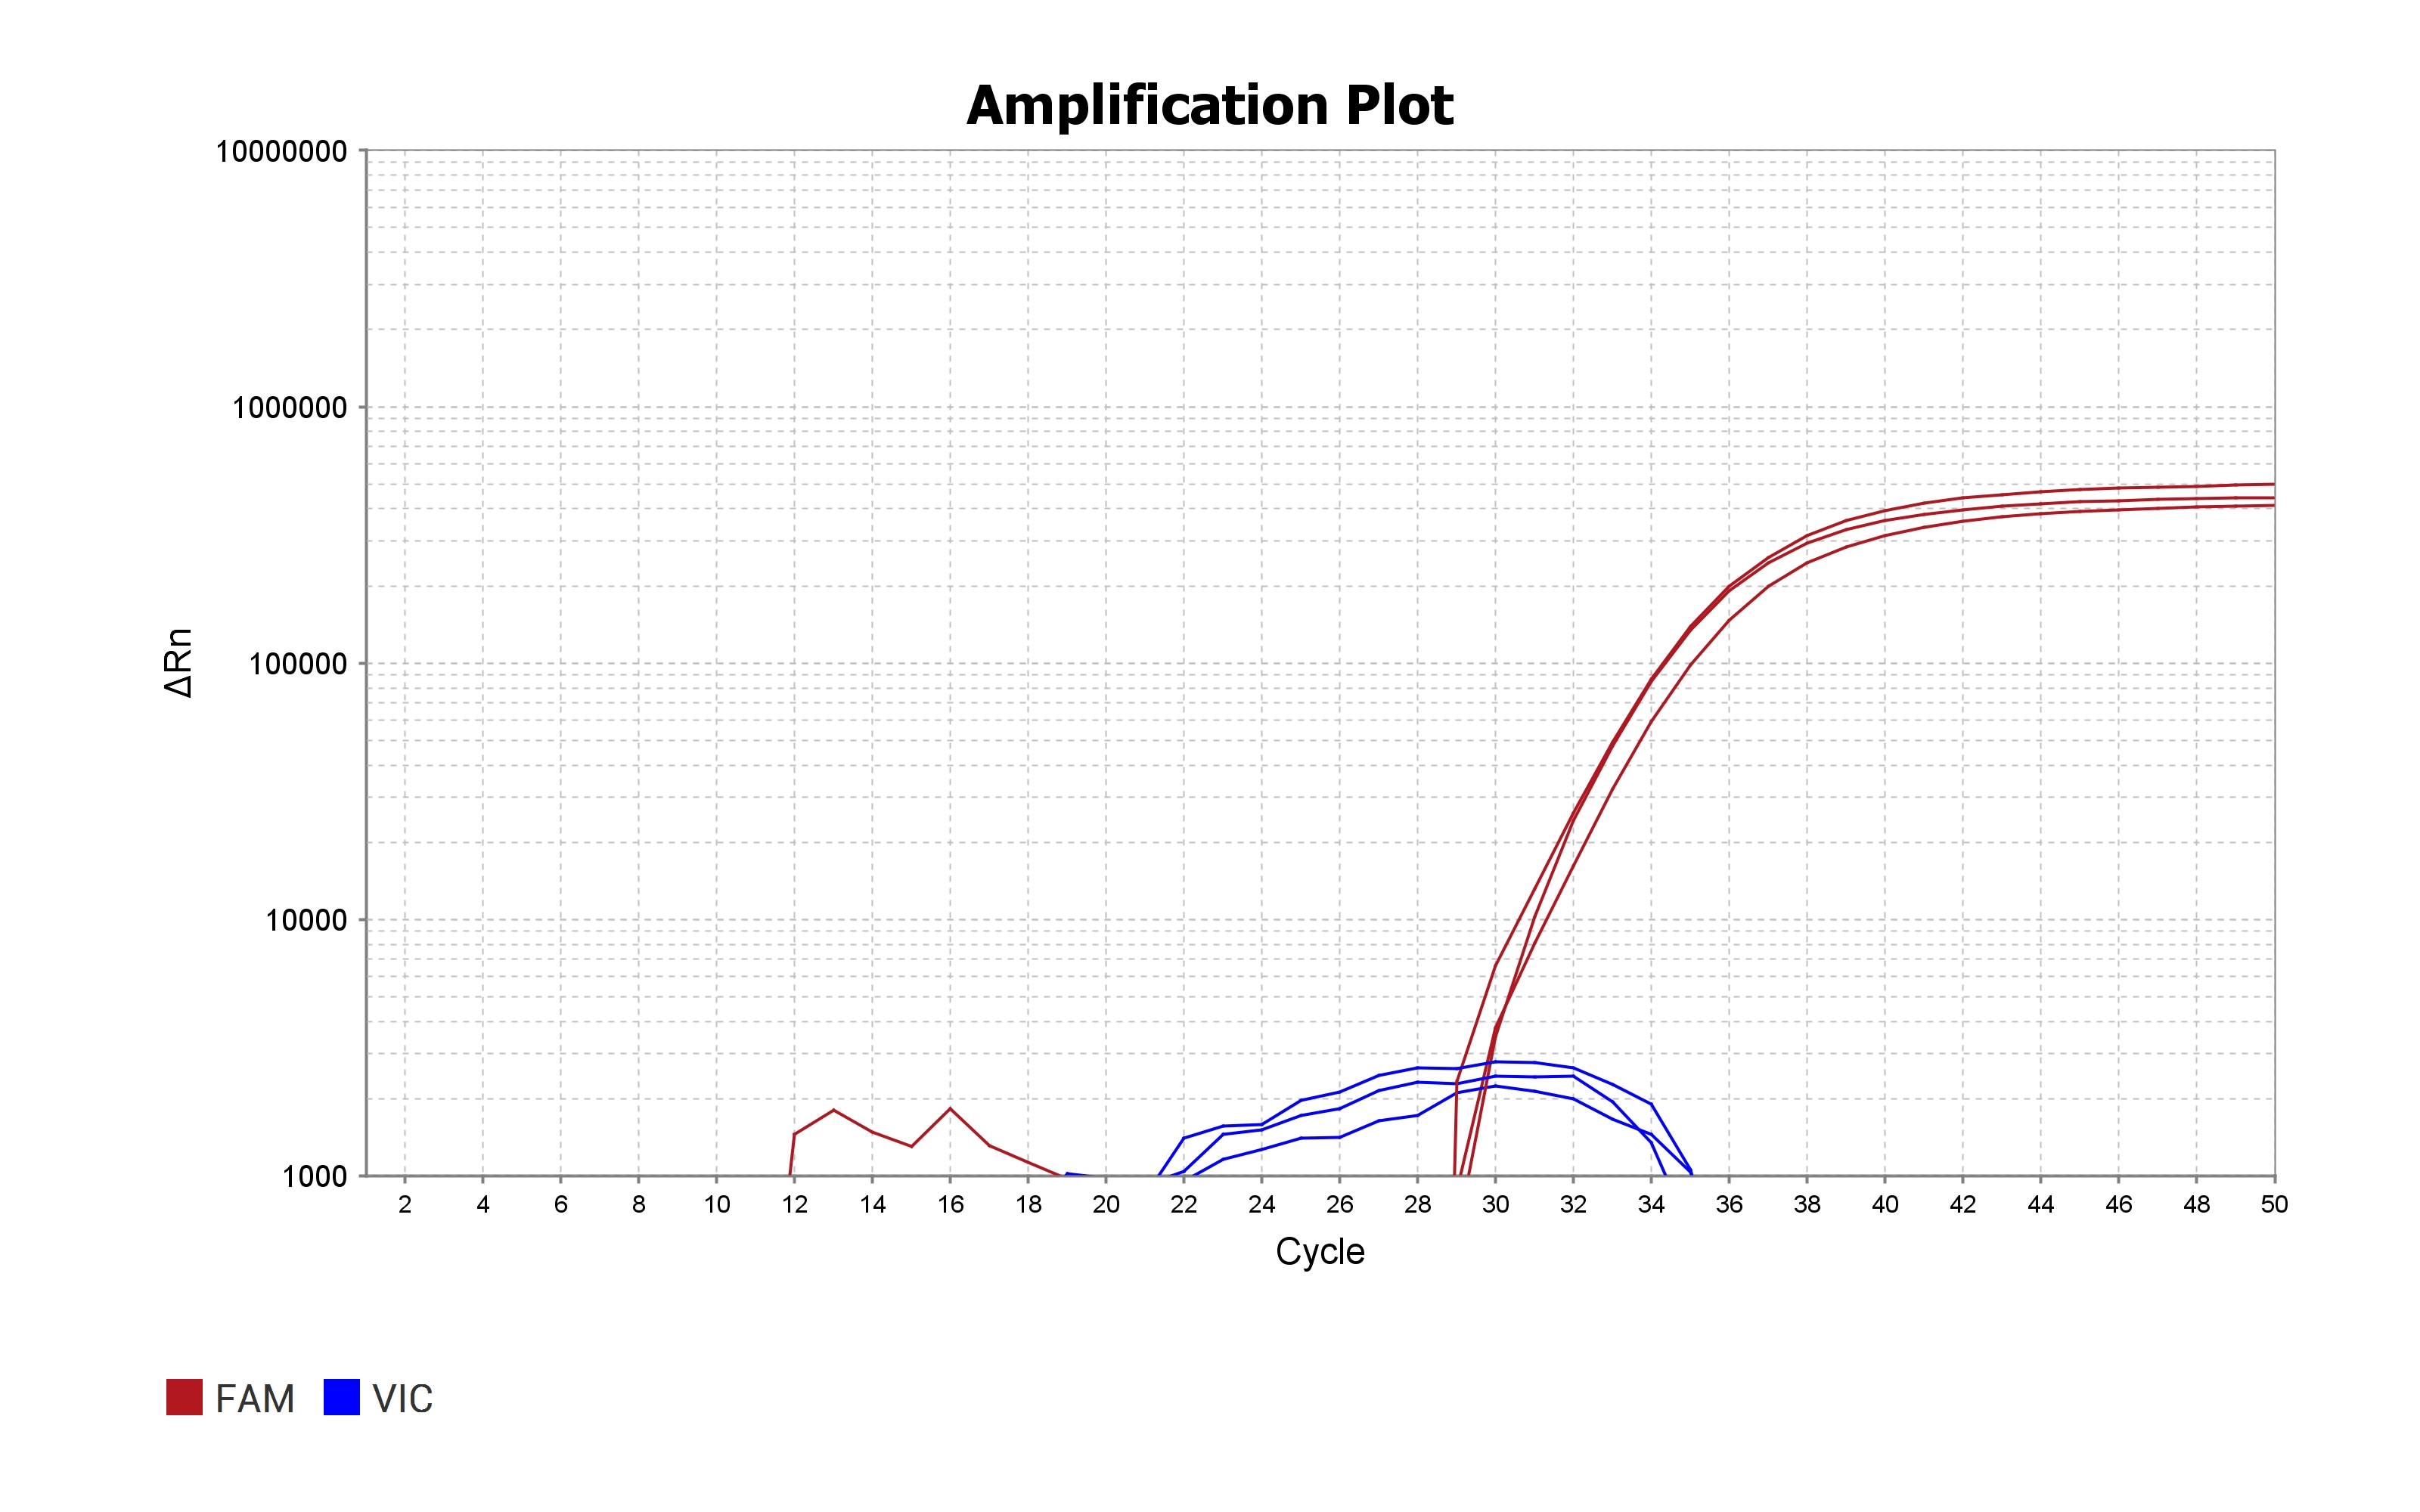 Amplification Plot
10000000
1000000
100000
10000
1000
ΔRn
2 4 6 8 10 12 14 16 18 20 22 24 26 28 30 32 34 36 38 40 42 44 46 48 50
Cycle
FAM VIC